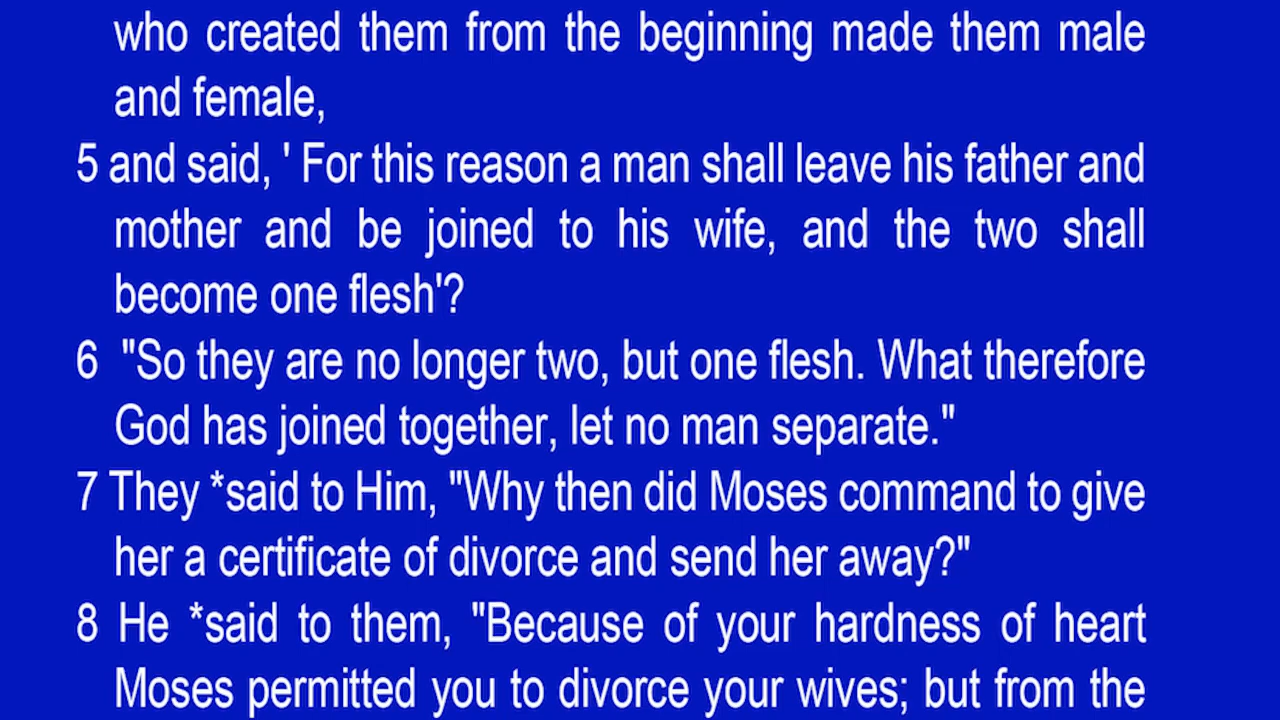 who created them from the beginning made them male
and female,
5 and said, ' For this reason a man shall leave his father and
mother and be joined to his wife, and the two shall
become one flesh'?
6 "So they are no longer two, but one flesh. What therefore
God has joined together, let no man separate."
7 They *said to Him, "Why then did Moses command to give
her a certificate of divorce and send her away?"
8 He *said to them, "Because of your hardness of heart
Moses permitted you to divorce your wives; but from the